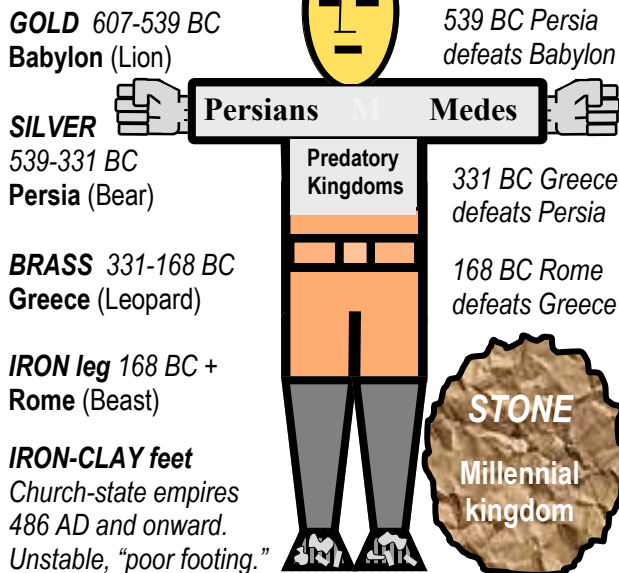 GOLD 607-539 BC
Babylon (Lion)
539 BC Persia
defeats Babylon
Persians M Medes
SILVER
539-331 BC
Persia (Bear)
Predatory
Kingdoms
331 BC Greece
defeats Persia
BRASS 331-168 BC
Greece (Leopard)
168 BC Rome
defeats Greece
IRON leg 168 BC +
Rome (Beast)
STONE
Millennial
kingdom
IRON-CLAY feet
Church-state empires
486 AD and onward.
Unstable, “poor footing.”